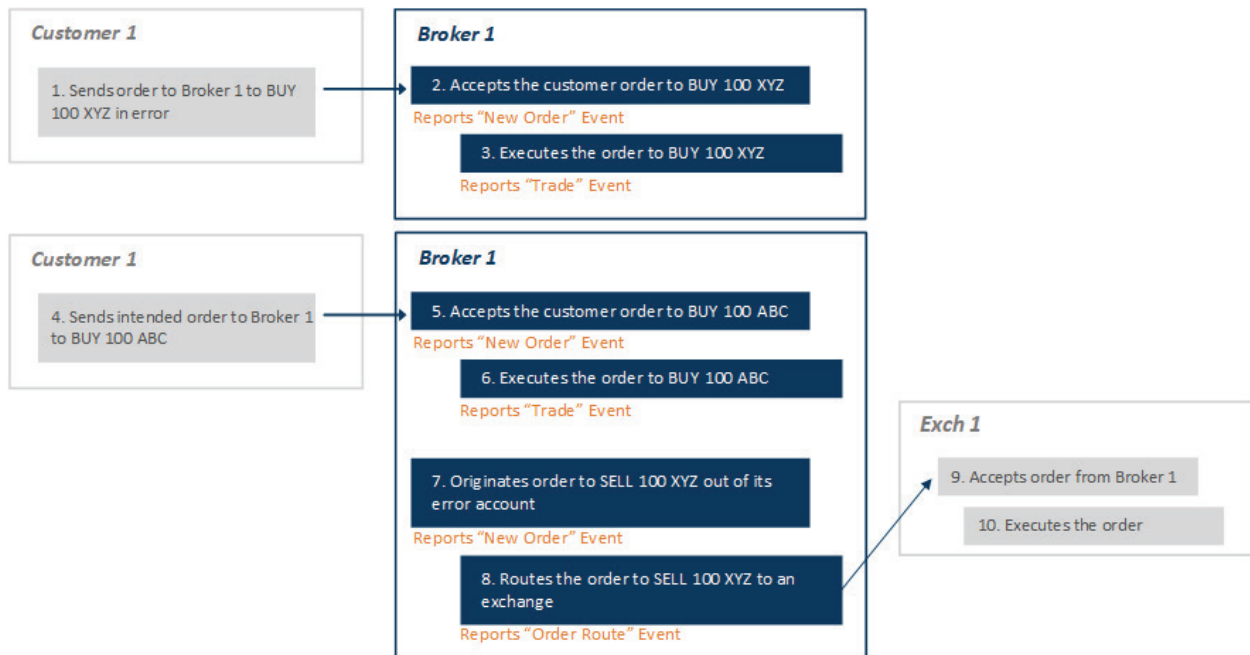 Customer 1
1. Sends order to Broker 1 to BUY
100 XYZ in error
Broker 1
2. Accepts the customer order to BUY 100 XYZ
Reports “New Order” Event
3. Executes the order to BUY 100 XYZ
Reports “Trade” Event
Customer 1
4. Sends intended order to Broker 1
to BUY 100 ABC
Broker 1
5. Accepts the customer order to BUY 100 ABC
Reports “New Order” Event
6. Executes the order to BUY 100 ABC
Reports “Trade” Event
7. Originates order to SELL 100 XYZ out of its
error account
Reports “New Order” Event
8. Routes the order to SELL 100 XYZ to an
exchange
Reports “Order Route” Event
Exch 1
9. Accepts order from Broker 1
10. Executes the order